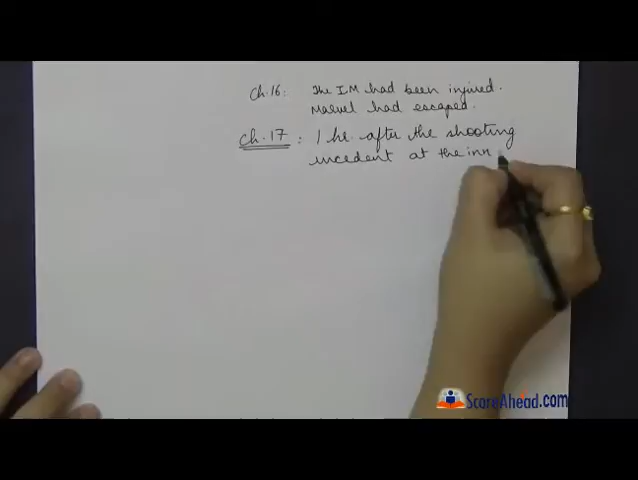 Ch.16: The IM had been injured.
Marvel had escaped.
Ch.17 : 1 hr. after the shooting
incedent at the inn
ScoreAhead.com